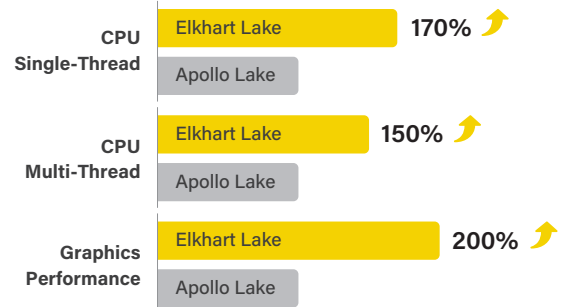 CPU
Single-Thread
Elkhart Lake
170%
Apollo Lake
CPU
Multi-Thread
Elkhart Lake
150%
Apollo Lake
Graphics
Performance
Elkhart Lake
200%
Apollo Lake